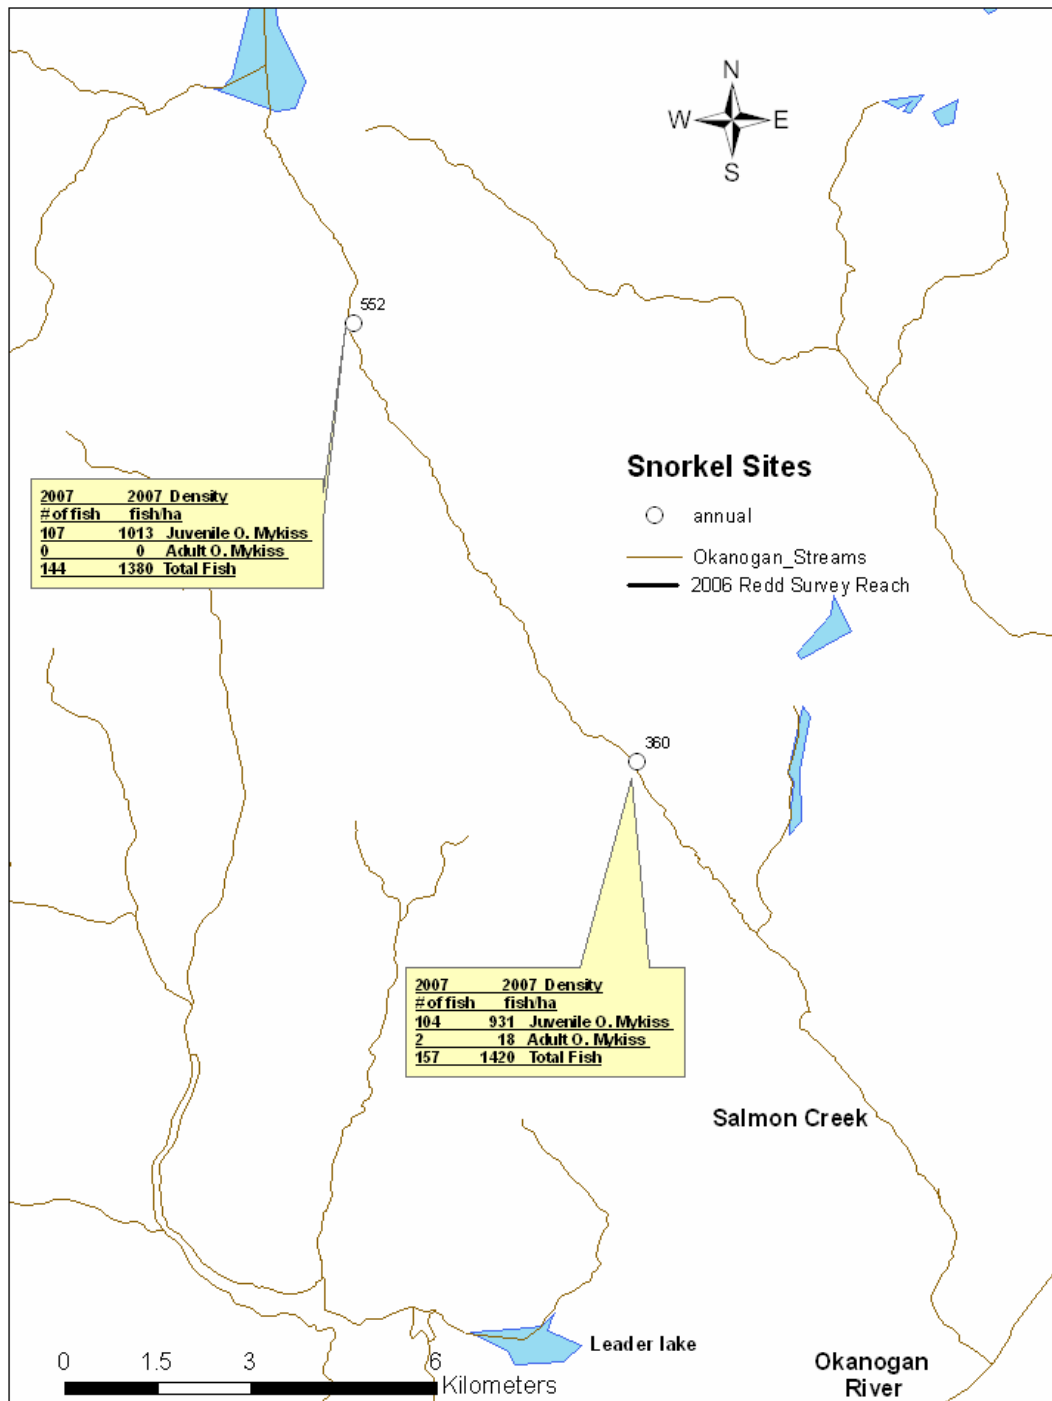 N
W E
S
552
2007 2007 Density
# of fish fish/ha
107 1013 Juvenile O. Mykiss
0 0 Adult O. Mykiss
144 1380 Total Fish
Snorkel Sites
annual
Okanogan_Streams
2006 Redd Survey Reach
360
2007 2007 Density
# of fish fish/ha
104 931 Juvenile O. Mykiss
2 18 Adult O. Mykiss
157 1420 Total Fish
Salmon Creek
Leader lake
Okanogan
River
0 1.5 3 6
Kilometers